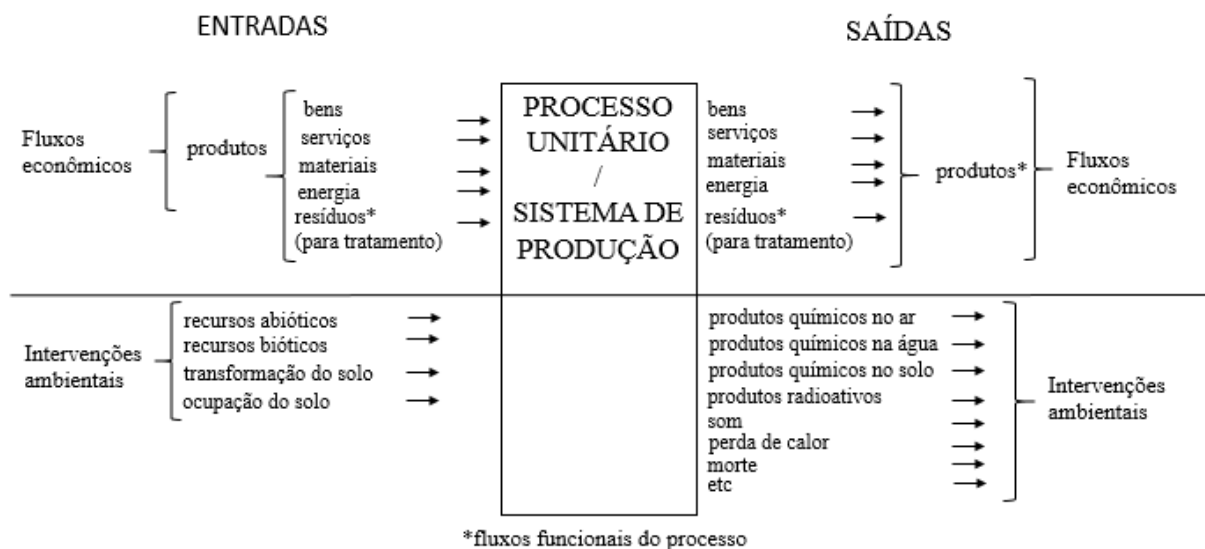 ENTRADAS
SAÍDAS
Fluxos
econômicos
produtos
bens
serviços
materiais
energia
resíduos*
(para tratamento)
PROCESSO
UNITÁRIO
/
SISTEMA DE
PRODUÇÃO
bens
serviços
materiais
energia
resíduos*
(para tratamento)
produtos*
Fluxos
econômicos
Intervenções
ambientais
recursos abióticos
recursos bióticos
transformação do solo
ocupação do solo
produtos químicos no ar
produtos químicos na água
produtos químicos no solo
produtos radioativos
som
perda de calor
morte
etc
Intervenções
ambientais
*fluxos funcionais do processo